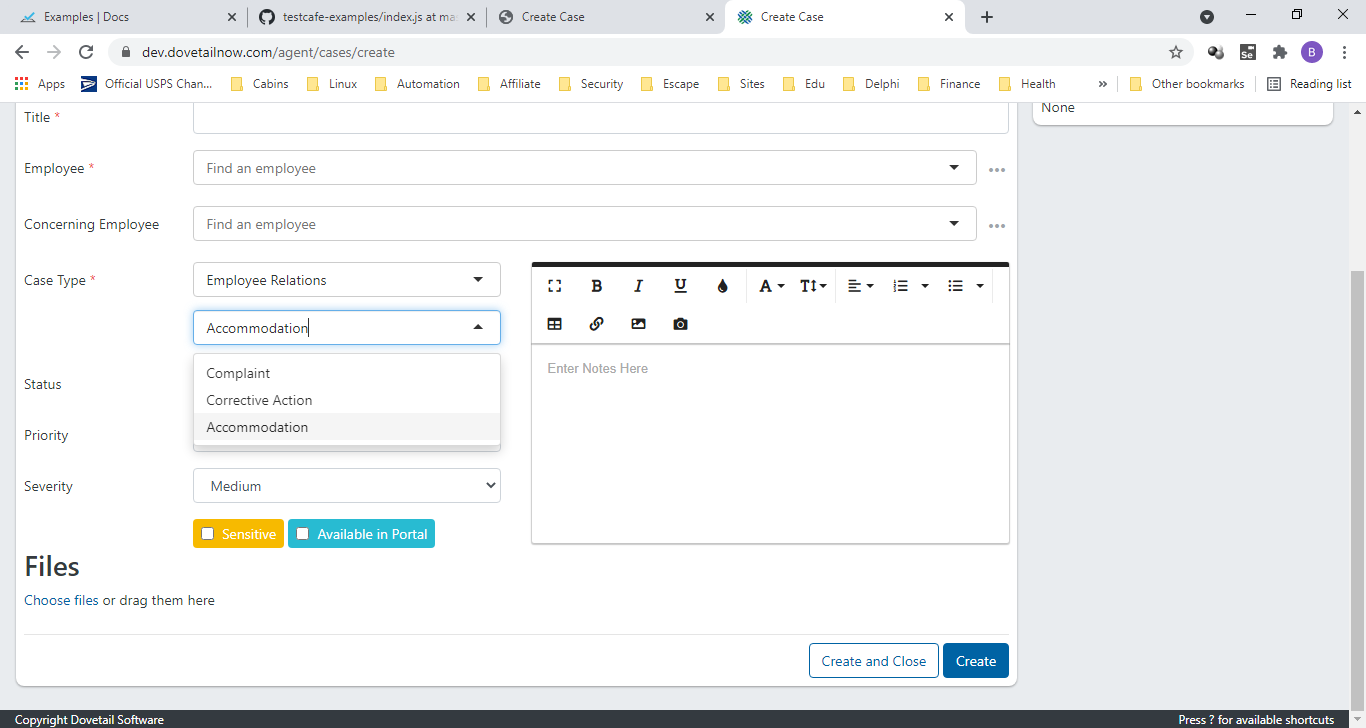 Examples | Docs
testcafe-examples/index.js at ma
Create Case
Create Case
dev.dovetailnow.com/agent/cases/create
Se
B
Apps
Official USPS Chan...
Cabins
Linux
Automation
Affiliate
Security
Escape
Sites
Edu
Delphi
Finance
Health
»
Other bookmarks
Reading list
Title *
None
Employee *
Find an employee
Concerning Employee
Find an employee
Case Type *
Employee Relations
B I U A T
Accommodation
Enter Notes Here
Complaint
Status
Corrective Action
Accommodation
Priority
Severity
Medium
Sensitive
Available in Portal
Files
Choose files or drag them here
Create and Close
Create
Copyright Dovetail Software
Press ? for available shortcuts